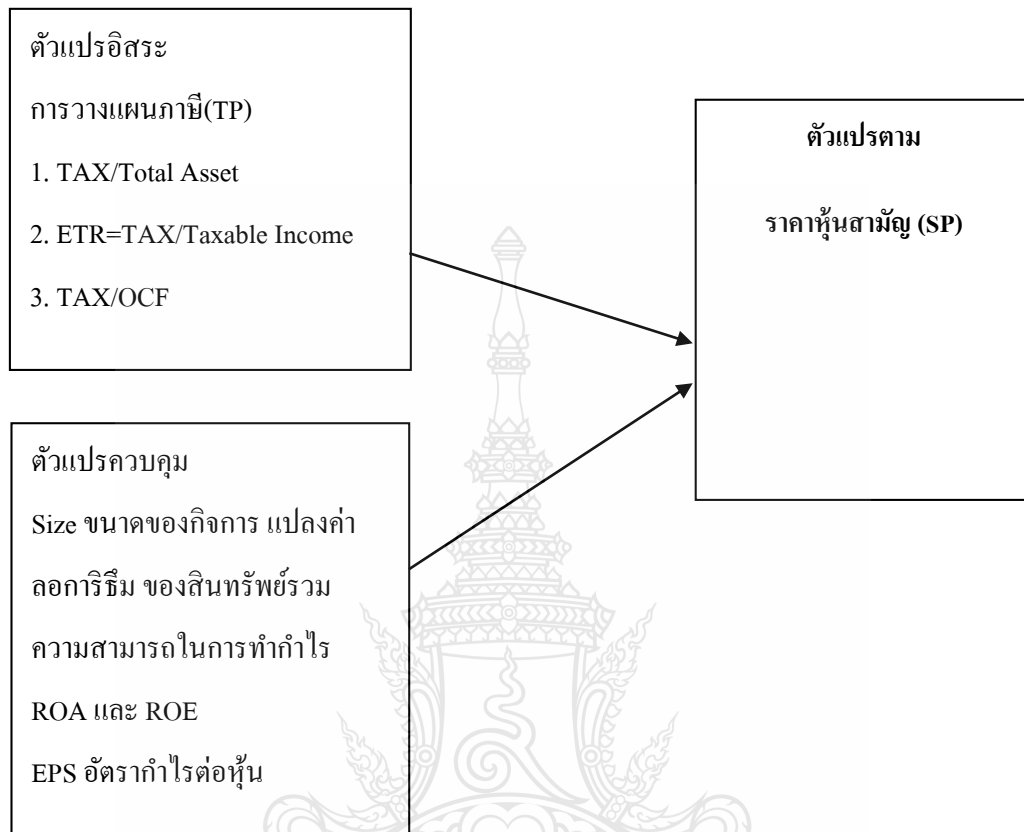 ตัวแปรอิสระ
การวางแผนภาษี(TP)
1. TAX/Total Asset
2. ETR=TAX/Taxable Income
3. TAX/OCF
ตัวแปรตาม
ราคาหุ้นสามัญ (SP)
ตัวแปรควบคุม
Size ขนาดของกิจการ แปลงค่า
ลอการิธึม ของสินทรัพย์รวม
ความสามารถในการทำกำไร
ROA และ ROE
EPS อัตรากำไรต่อหุ้น